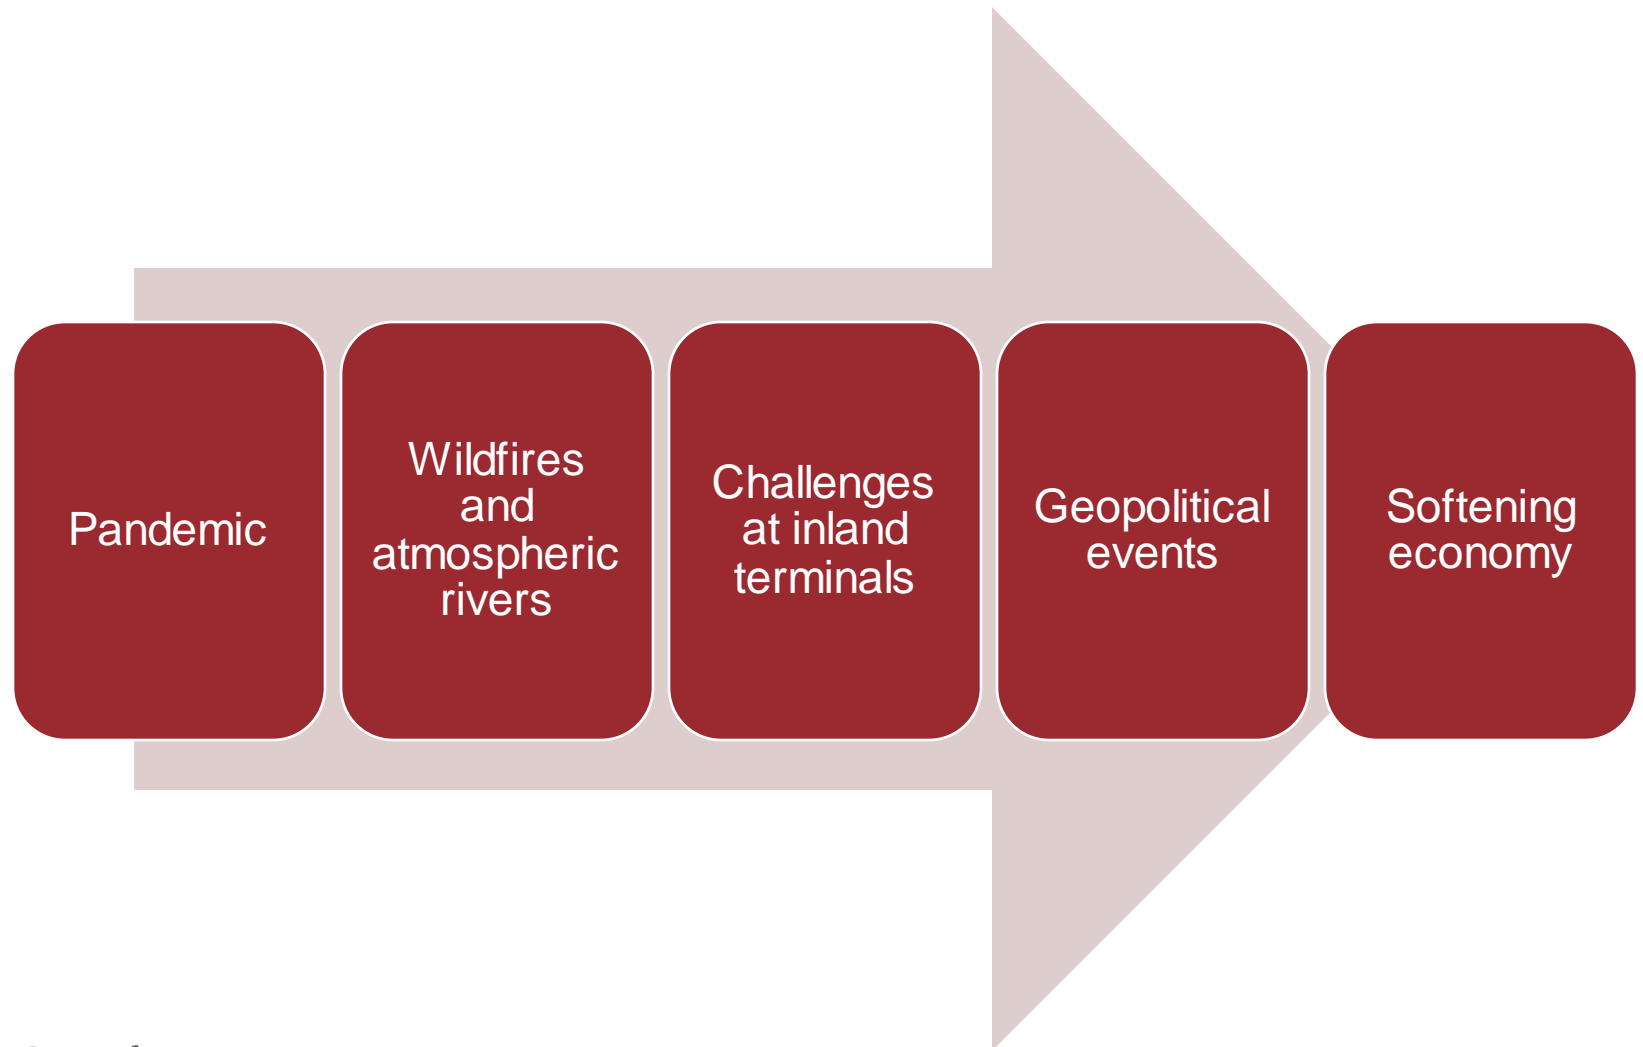 Pandemic
Wildfires
and
atmospheric
rivers
Challenges
at inland
terminals
Geopolitical
events
Softening
economy